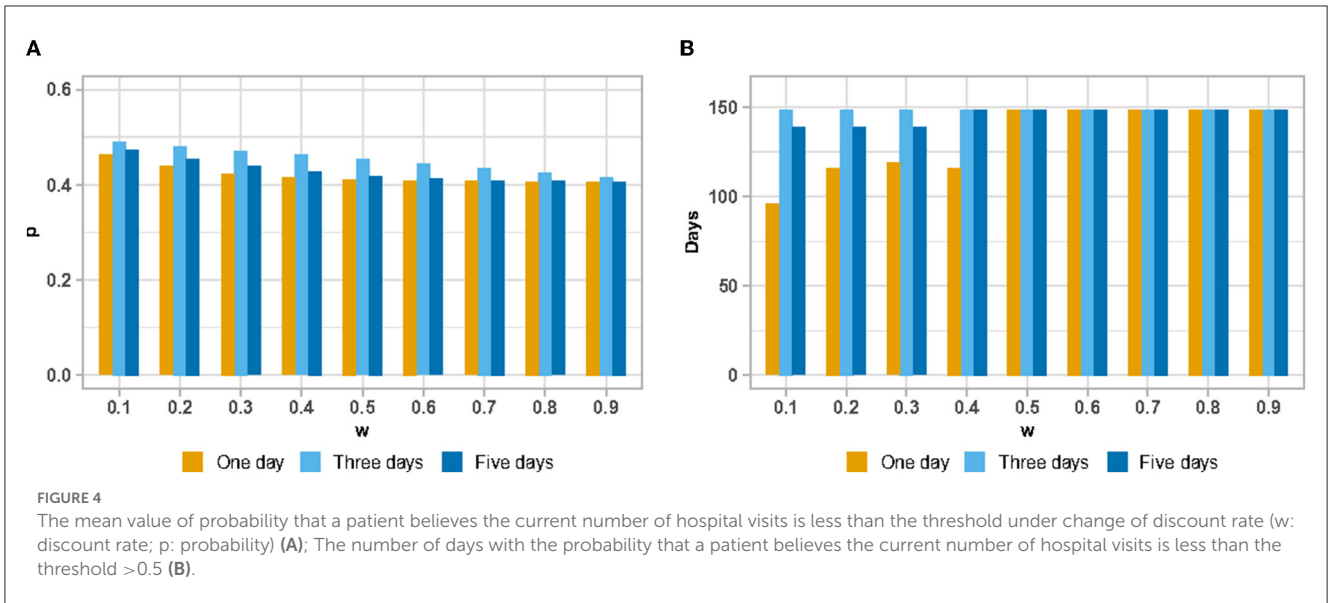 A
0.6
0.4
0.2
0.0
p
0.1 0.2 0.3 0.4 0.5 0.6 0.7 0.8 0.9
w
One day Three days Five days
B
150
100
50
0
Days
0.1 0.2 0.3 0.4 0.5 0.6 0.7 0.8 0.9
w
One day Three days Five days
FIGURE 4
The mean value of probability that a patient believes the current number of hospital visits is less than the threshold under change of discount rate (w:
discount rate; p: probability) (A); The number of days with the probability that a patient believes the current number of hospital visits is less than the
threshold >0.5 (B).